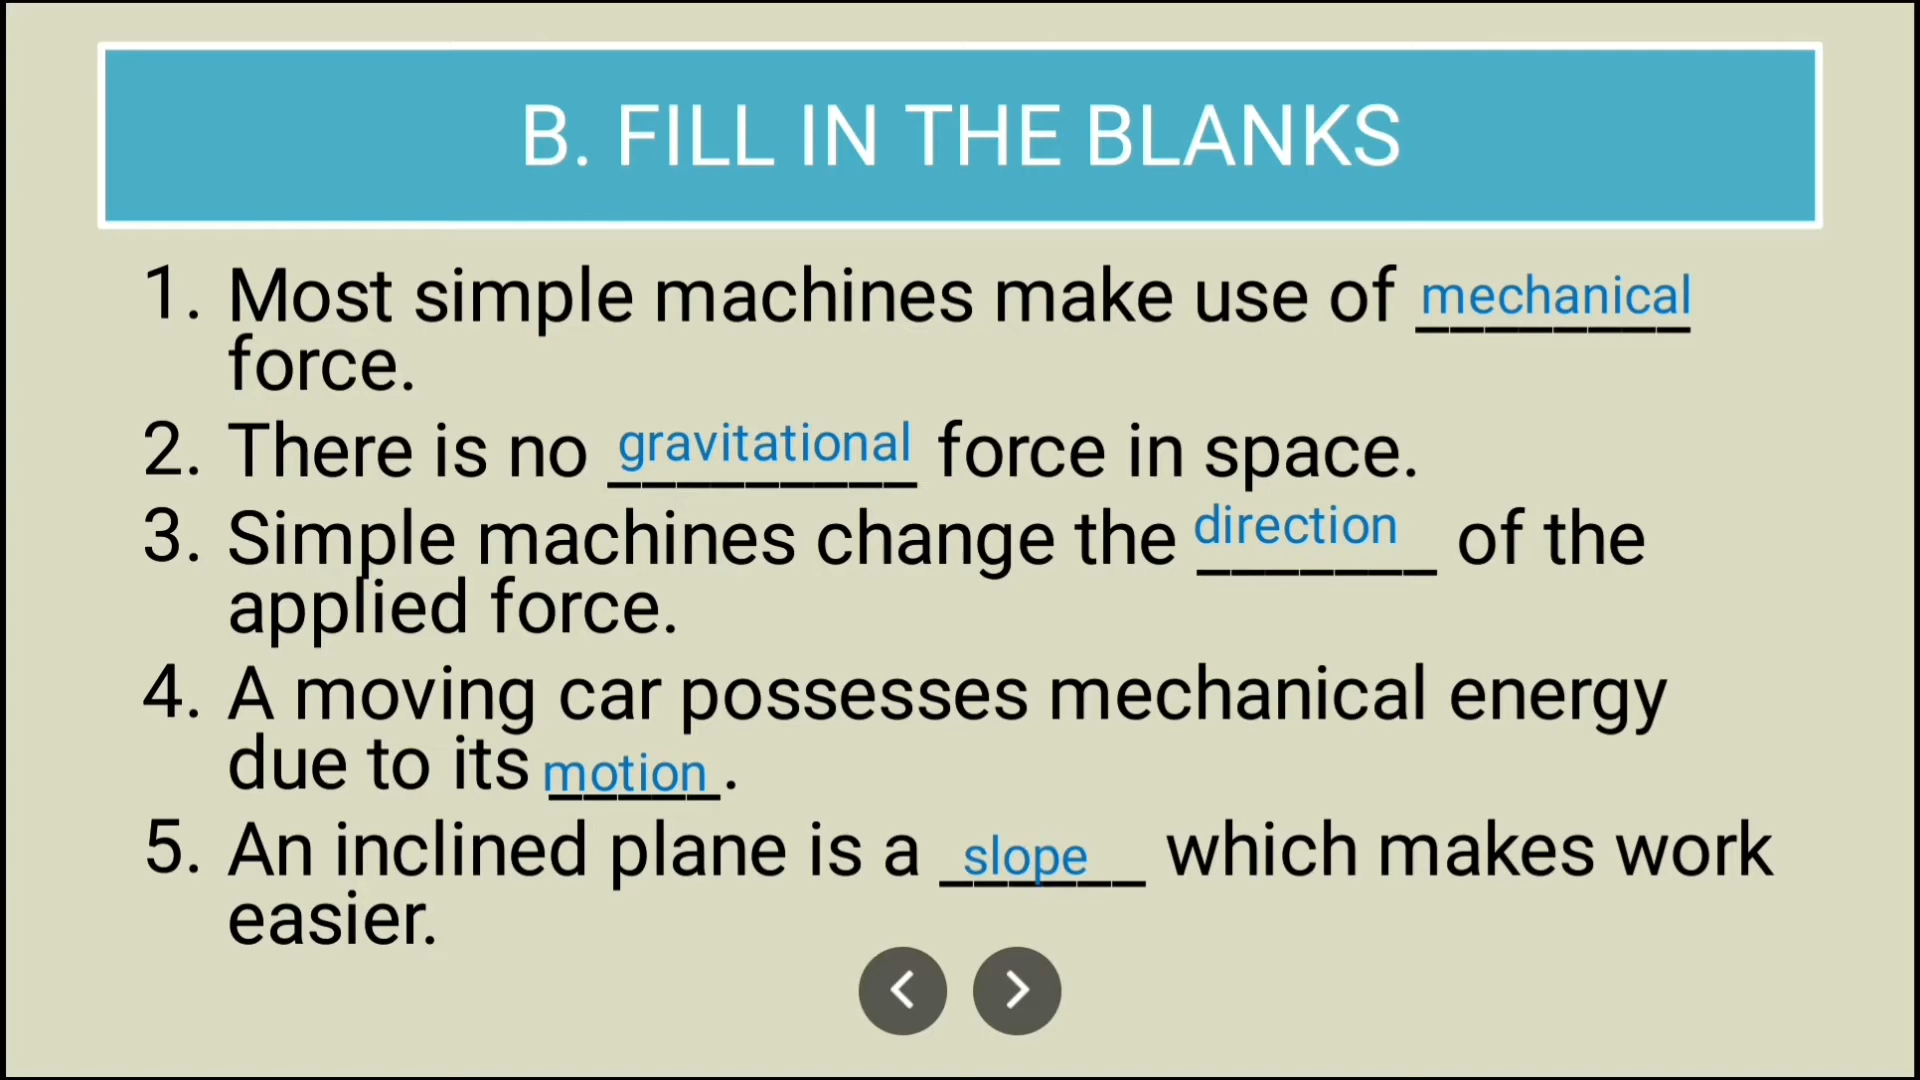 B. FILL IN THE BLANKS
1. Most simple machines make use of mechanical
force.
2. There is no gravitational force in space.
3. Simple machines change the direction of the
applied force.
4. A moving car possesses mechanical energy
due to its motion.
5. An inclined plane is a slope which makes work
easier.